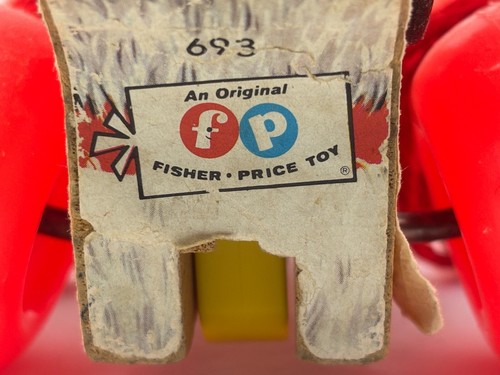 693
An Original
fp
FISHER · PRICE TOY ®